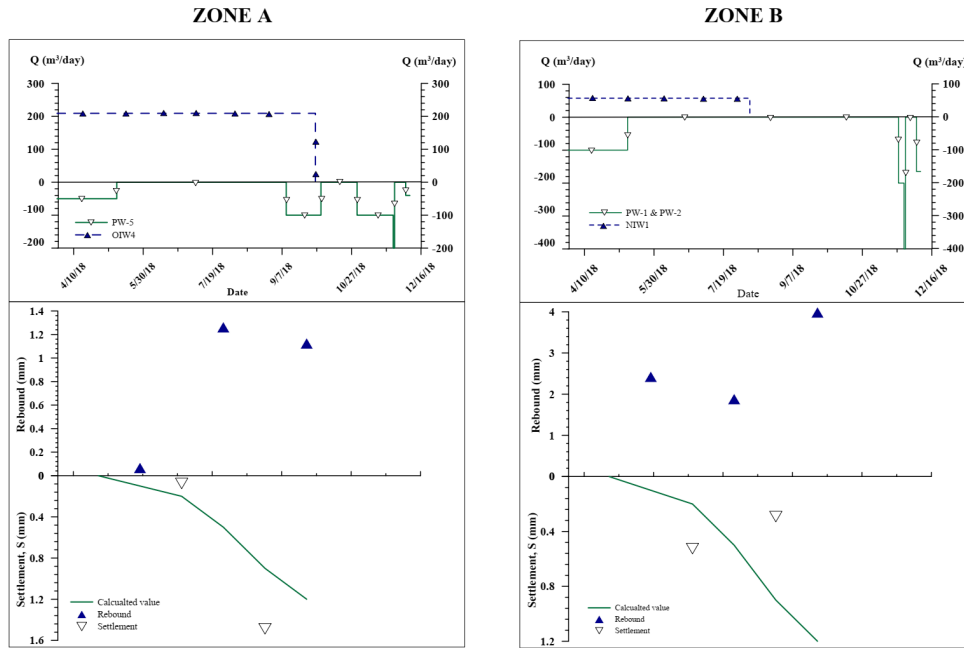 ZONE A
ZONE B
Q (m³/day)
Q (m³/day)
300
200
100
0
-100
-200
300
200
100
0
-100
-200
PW-5
OIW4
4/10/18
5/30/18
7/19/18
9/7/18
10/27/18
12/16/18
Date
Q (m³/day)
Q (m³/day)
100
0
-100
-200
-300
-400
100
0
-100
-200
-300
-400
PW-1 & PW-2
NIW1
4/10/18
5/30/18
7/19/18
9/7/18
10/27/18
12/16/18
Date
Rebound (mm)
1.4
1.2
1
0.8
0.6
0.4
0.2
0
Settlement, S (mm)
0.4
0.8
1.2
1.6
Calcualted value
Rebound
Settlement
Rebound (mm)
4
3
2
1
0
Settlement, S (mm)
0.4
0.8
1.2
Calcualted value
Rebound
Settlement